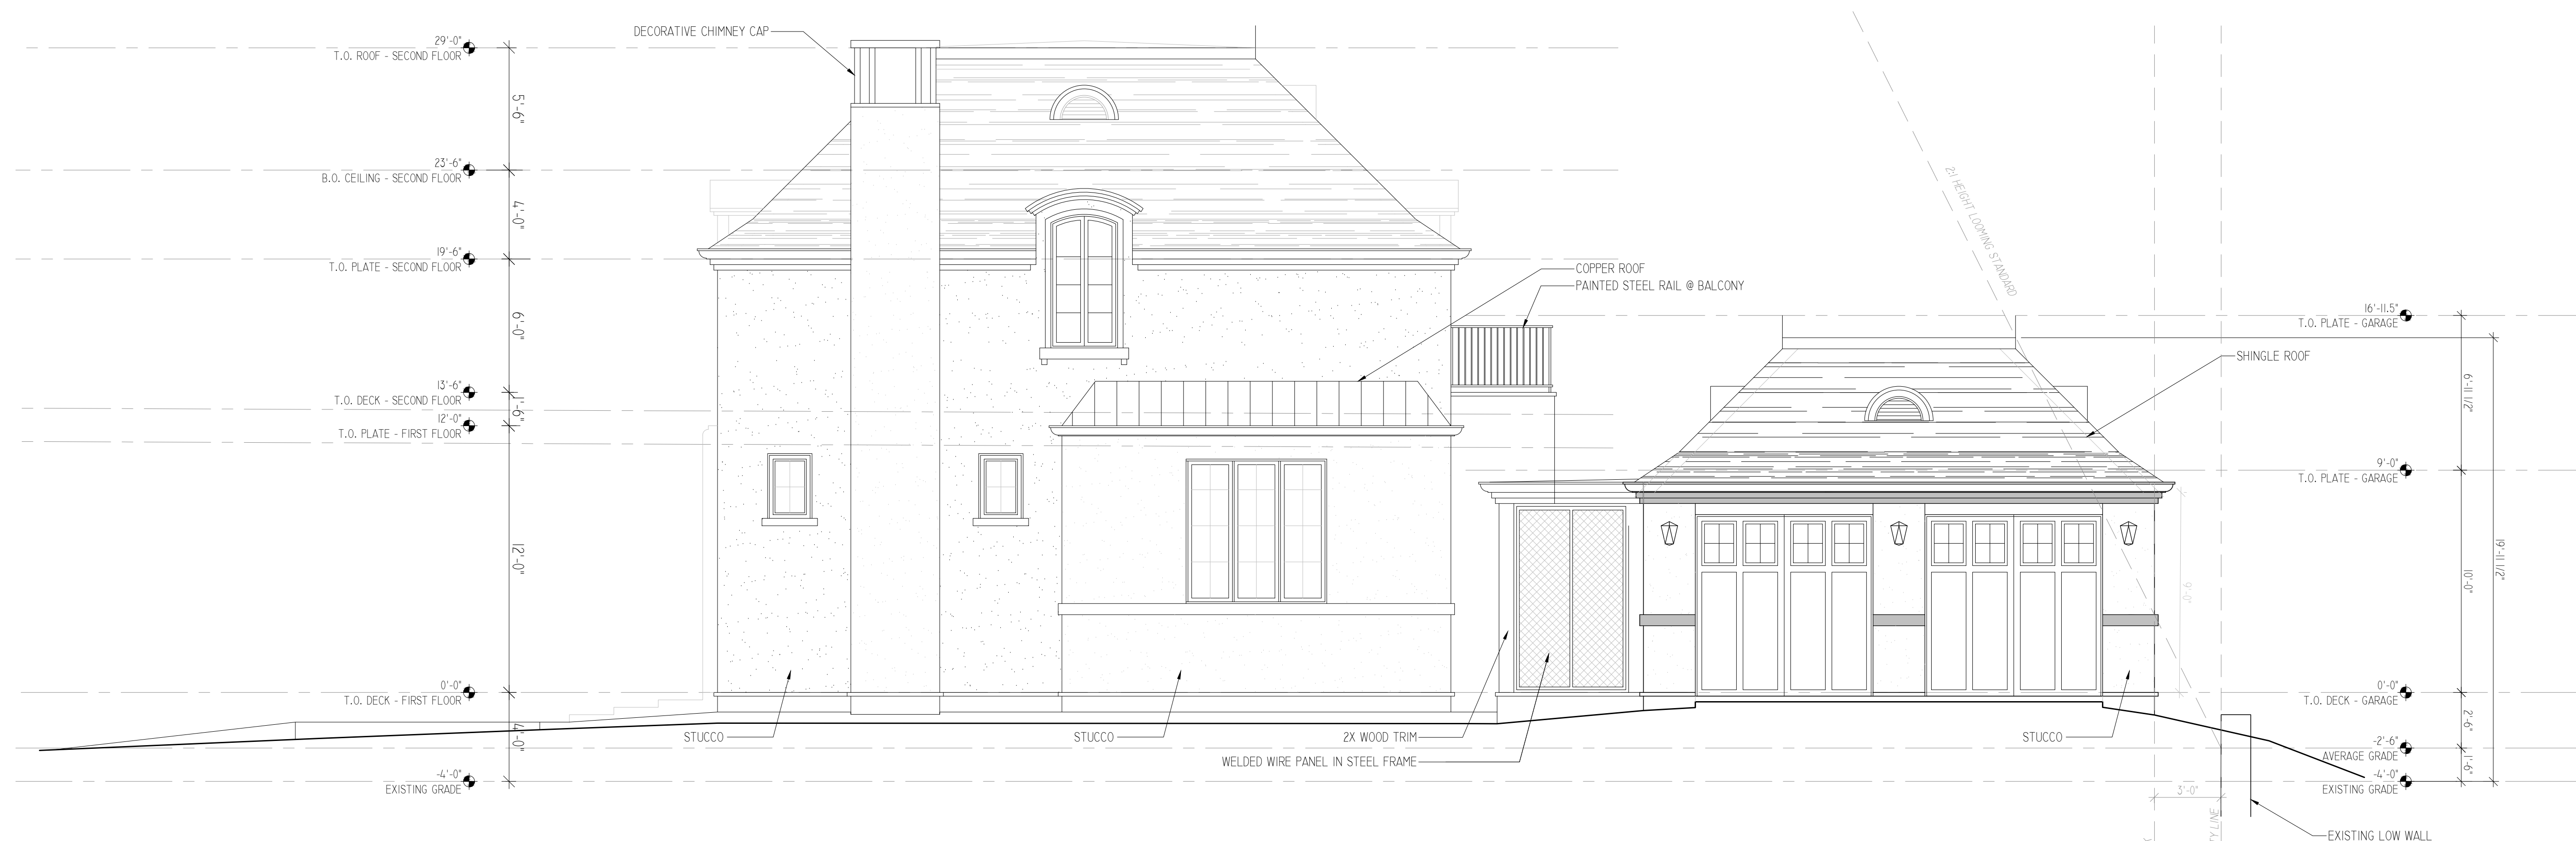 DECORATIVE CHIMNEY CAP
29'-0"
T.O. ROOF - SECOND FLOOR
5'-6"
23'-6"
B.O. CEILING - SECOND FLOOR
4'-0"
19'-6"
T.O. PLATE - SECOND FLOOR
6'-0"
13'-6"
T.O. DECK - SECOND FLOOR
1'-6"
12'-0"
T.O. PLATE - FIRST FLOOR
12'-0"
0'-0"
T.O. DECK - FIRST FLOOR
4'-0"
-4'-0"
EXISTING GRADE
COPPER ROOF
PAINTED STEEL RAIL @ BALCONY
STUCCO
STUCCO
2X WOOD TRIM
WELDED WIRE PANEL IN STEEL FRAME
STUCCO
2:1 HEIGHT LOOMING STANDARD
16'-11.5"
T.O. PLATE - GARAGE
SHINGLE ROOF
6'-11 1/2"
9'-0"
T.O. PLATE - GARAGE
19'-11 1/2"
10'-0"
9'-0"
0'-0"
T.O. DECK - GARAGE
2'-6"
-2'-6"
AVERAGE GRADE
1'-6"
-4'-0"
EXISTING GRADE
3'-0"
TY LINE
EXISTING LOW WALL